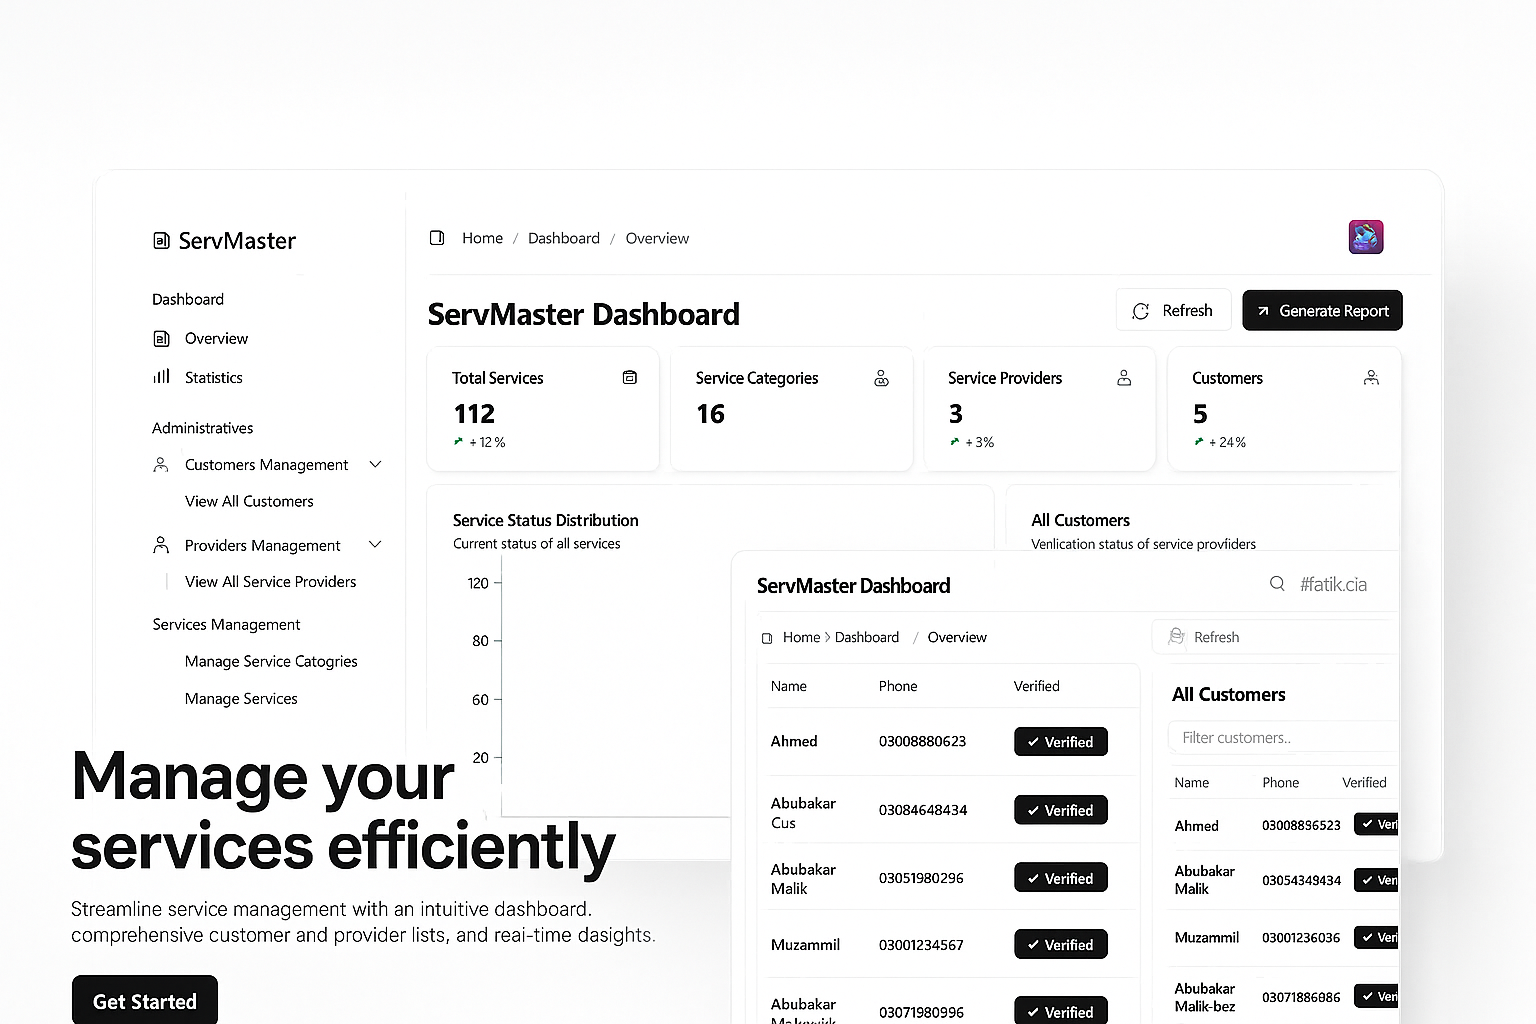 ServMaster
Home / Dashboard / Overview
Dashboard
Overview
Statistics
Administratives
Customers Management
View All Customers
Providers Management
View All Service Providers
Services Management
Manage Service Catogries
Manage Services
ServMaster Dashboard
Refresh
Generate Report
Total Services
112
+ 12 %
Service Categories
16
Service Providers
3
+ 3%
Customers
5
+ 24%
Service Status Distribution
Current status of all services
120
80
60
20
All Customers
Venlication status of service provfiders
ServMaster Dashboard
#fatik.cia
Home > Dashboard / Overview
Refresh
Name Phone Verified
Ahmed 03008880623 Verified
Abubakar
Cus 03084648434 Verified
Abubakar
Malik 03051980296 Verified
Muzammil 03001234567 Verified
Abubakar
03071980996 Verified
All Customers
Filter customers..
Name Phone Verified
Ahmed 03008896523 Veri
Abubakar
Malik 03054349434 Veri
Muzammil 03001236036 Veri
Abubakar
Malik-bez 03071886986 Veri
Manage your
services efficiently
Streamline service management with an intuitive dashboard.
comprehensive customer and provider lists, and reai-time dasights.
Get Started